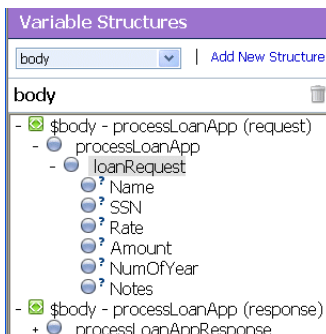 Variable Structures
body | Add New Structure
body
- $body - processLoanApp (request)
- processLoanApp
- loanRequest
? Name
? SSN
? Rate
? Amount
? NumOfYear
? Notes
- $body - processLoanApp (response)
+ processLoanAppResponse